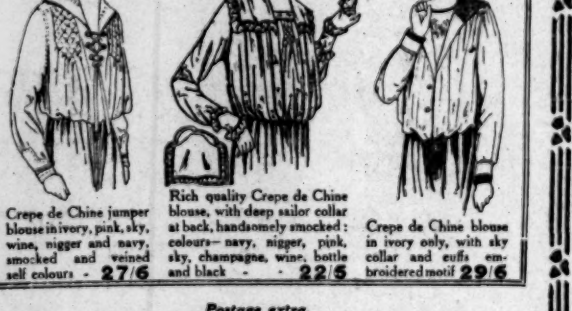 Crepe de Chine jumper
blouse in ivory, pink, sky,
wine, nigger and navy,
smocked and veined
self colours - 27/6
Rich quality Crepe de Chine
blouse, with deep sailor collar
at back, handsomely smocked :
colours— navy, nigger, pink,
sky, champagne, wine, bottle
and black - - 22/5
Crepe de Chine blouse
in ivory only, with sky
collar and cuffs em-
broidered motif 29/6
Postage extra.